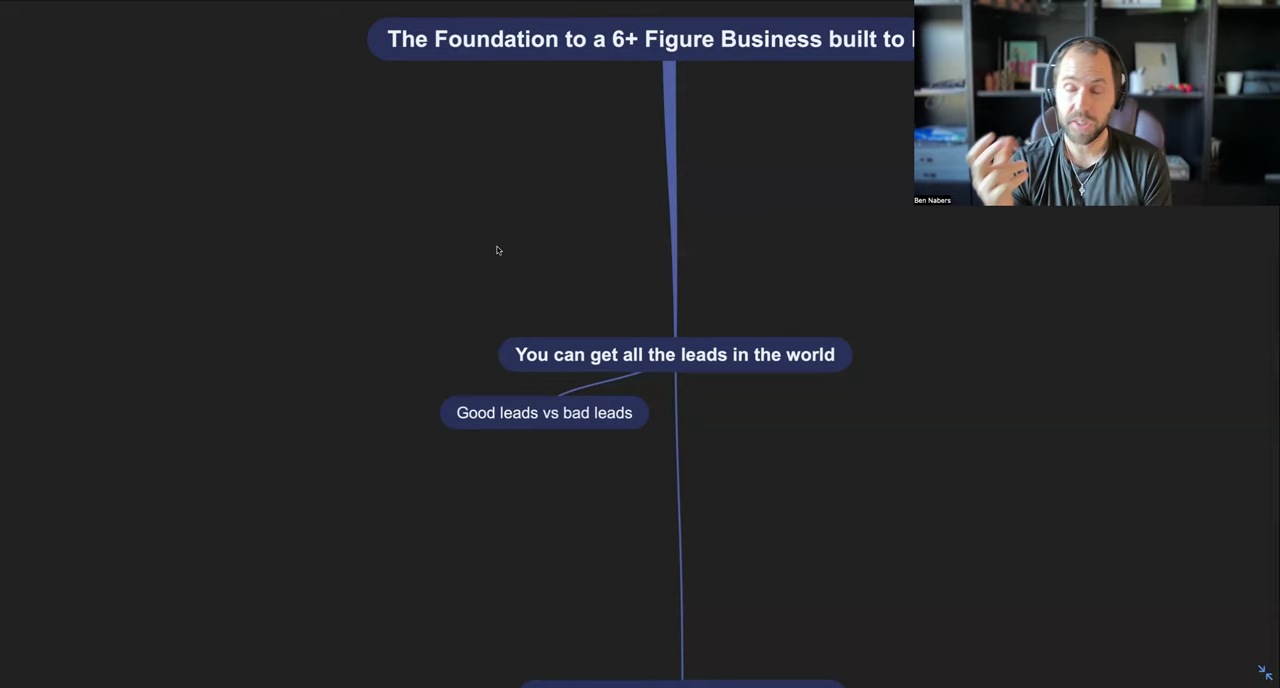 The Foundation to a 6+ Figure Business built to
Ben Nabers
You can get all the leads in the world
Good leads vs bad leads